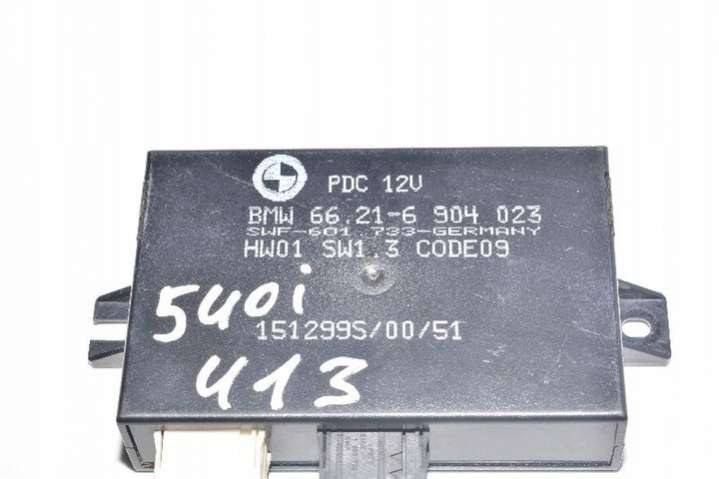 PDC 12V
BMW 66.21-6 904 023
SWF-601.733-GERMANY
HW01 SW1.3 CODE09
540i
151299S/00/51
413